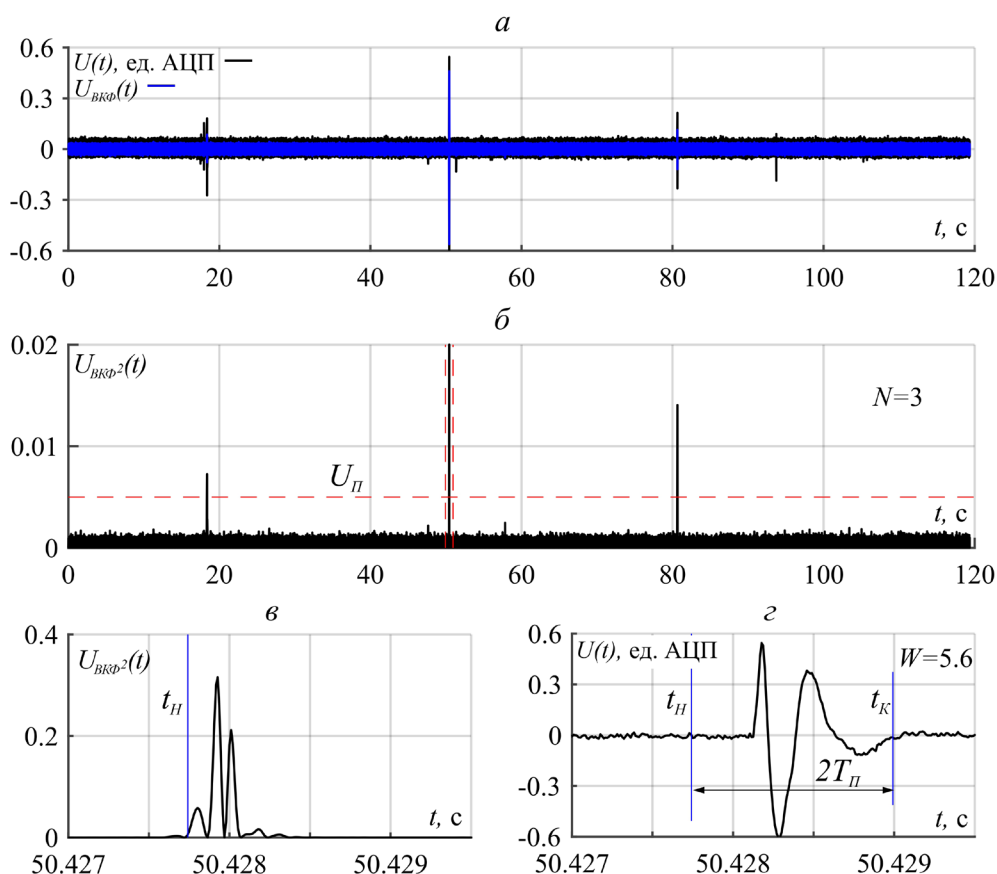 а
0.6
U(t), ед. АЦП
U_ВКФ(t)
0.3
0
-0.3
t, с
-0.6
0 20 40 60 80 100 120
б
0.02
U_ВКФ²(t)
N=3
0.01
U_П
t, с
0
0 20 40 60 80 100 120
в
0.4
U_ВКФ²(t)
t_Н
0.2
t, с
0
50.427 50.428 50.429
г
0.6
U(t), ед. АЦП
W=5.6
0.3
t_Н
t_К
0
2T_П
-0.3
t, с
-0.6
50.427 50.428 50.429